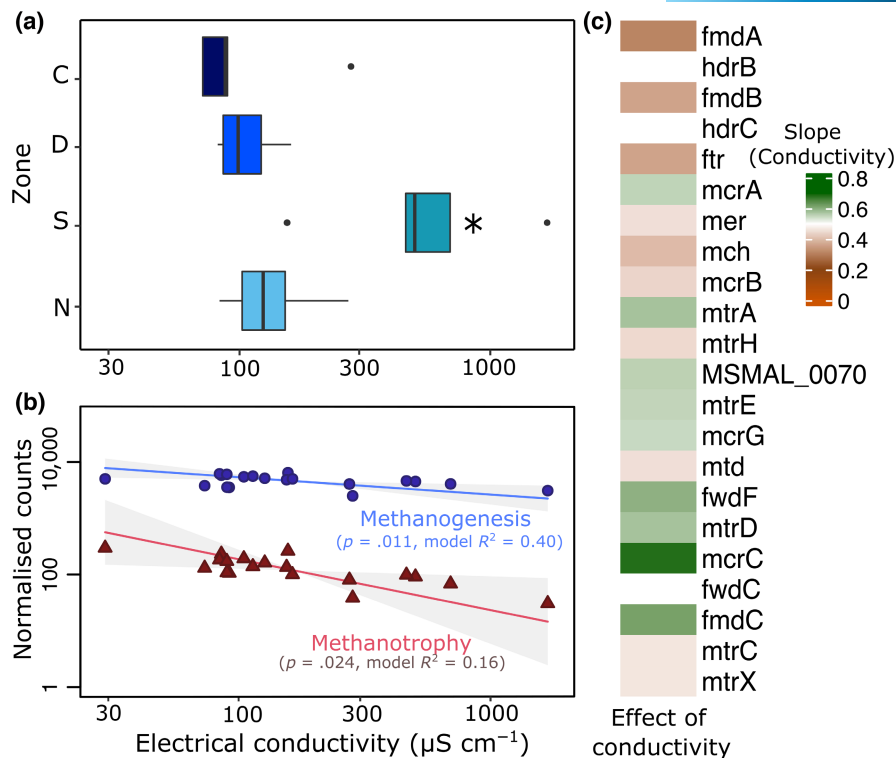 (a)
Zone
C
D
S
*
N
30
100
300
1000
(b)
Normalised counts
10,000
100
1
Methanogenesis
(p = .011, model R² = 0.40)
Methanotrophy
(p = .024, model R² = 0.16)
30
100
300
1000
Electrical conductivity (µS cm⁻¹)
(c)
fmdA
hdrB
fmdB
hdrC
ftr
mcrA
mer
mch
mcrB
mtrA
mtrH
MSMAL_0070
mtrE
mcrG
mtd
fwdF
mtrD
mcrC
fwdC
fmdC
mtrC
mtrX
Effect of
conductivity
Slope
(Conductivity)
0.8
0.6
0.4
0.2
0